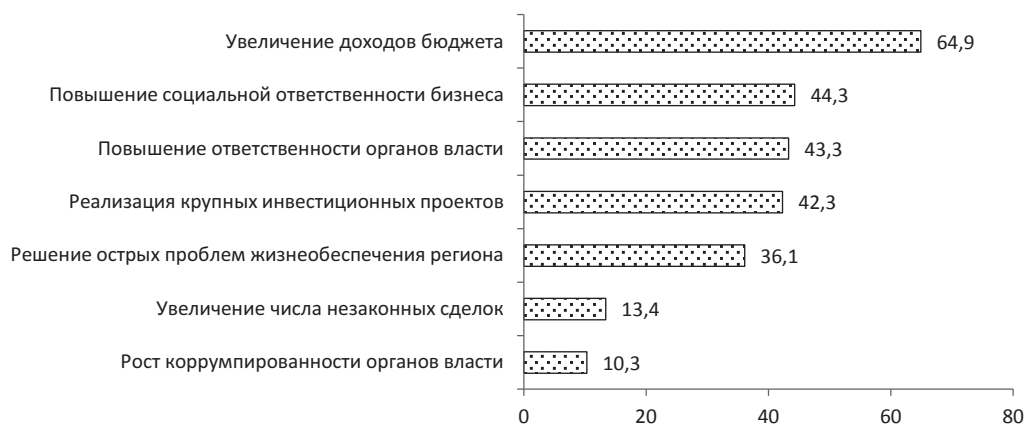 Увеличение доходов бюджета 64,9
Повышение социальной ответственности бизнеса 44,3
Повышение ответственности органов власти 43,3
Реализация крупных инвестиционных проектов 42,3
Решение острых проблем жизнеобеспечения региона 36,1
Увеличение числа незаконных сделок 13,4
Рост коррумпированности органов власти 10,3
0 20 40 60 80